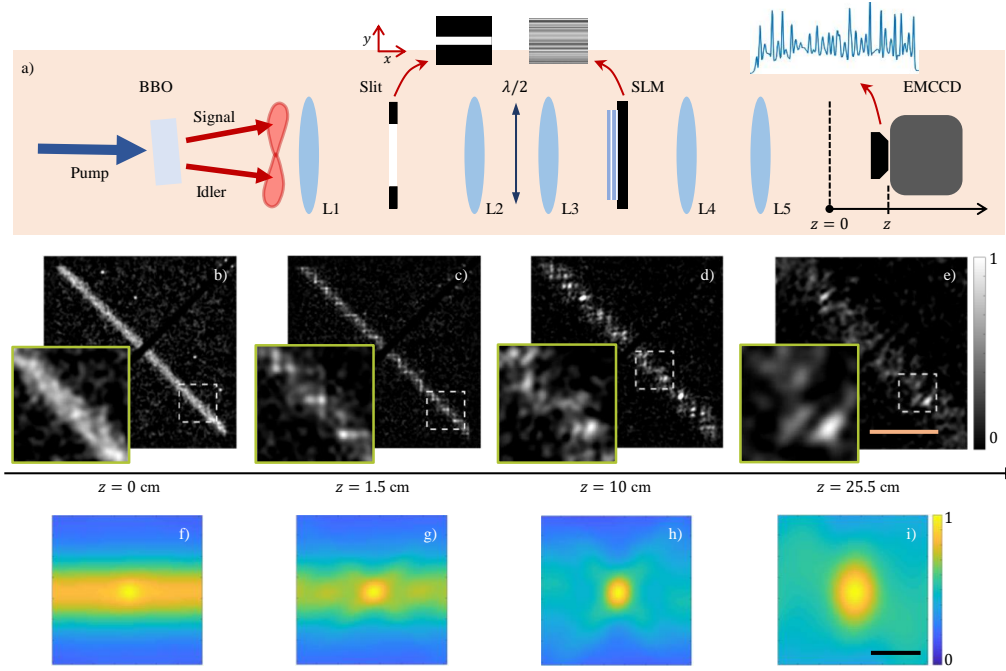 a)
y
x
BBO
Slit
λ/2
SLM
EMCCD
Signal
Pump
Idler
L1
L2
L3
L4
L5
z = 0
z
b)
c)
d)
e)
1
0
z = 0 cm
z = 1.5 cm
z = 10 cm
z = 25.5 cm
f)
g)
h)
i)
1
0